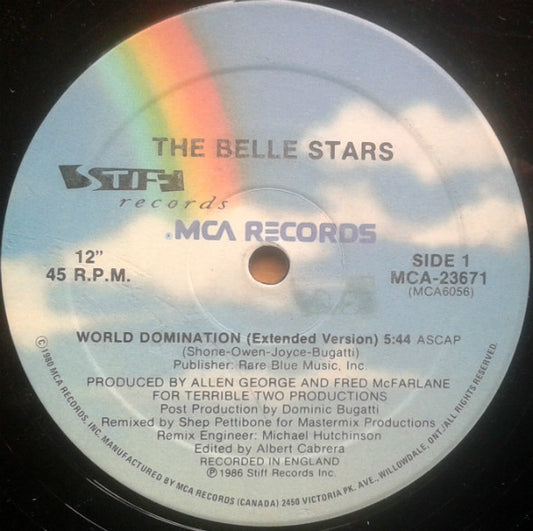 THE BELLE STARS
STIFF
records
MCA RECORDS
12"
45 R.P.M.
SIDE 1
MCA-23671
(MCA6056)
WORLD DOMINATION (Extended Version) 5:44 ASCAP
(Shone-Owen-Joyce-Bugatti)
Publisher: Rare Blue Music, Inc.
PRODUCED BY ALLEN GEORGE AND FRED McFARLANE
FOR TERRIBLE TWO PRODUCTIONS
Post Production by Dominic Bugatti
Remixed by Shep Pettibone for Mastermix Productions
Remix Engineer: Michael Hutchinson
Edited by Albert Cabrera
RECORDED IN ENGLAND
Ⓟ1986 Stiff Records Inc.
©1980 MCA RECORDS, INC. MANUFACTURED BY MCA RECORDS (CANADA) 2450 VICTORIA PK. AVE., WILLOWDALE, ONT./ALL RIGHTS RESERVED.